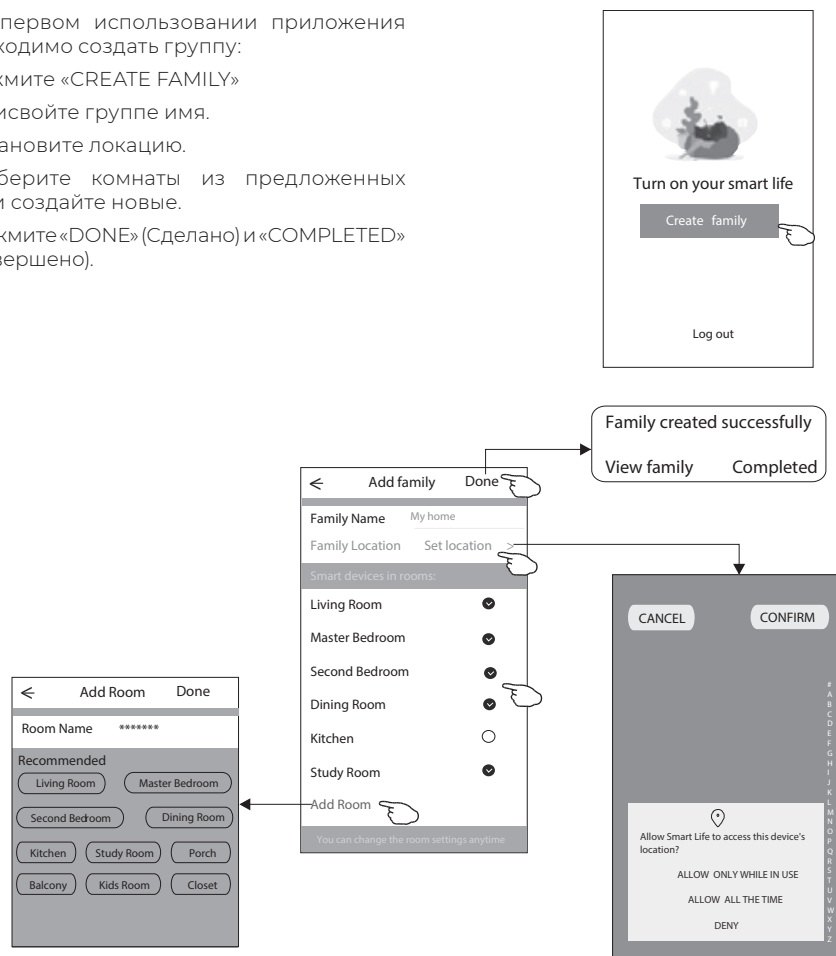 первом использовании приложения
ходимо создать группу:
кмите «CREATE FAMILY»
исвойте группе имя.
ановите локацию.
берите комнаты из предложенных
и создайте новые.
кмите «DONE» (Сделано) и «COMPLETED»
вершено).
Turn on your smart life
Create family
Log out
Family created successfully
View family Completed
Add family Done
Family Name My home
Family Location Set location >
Smart devices in rooms:
Living Room
Master Bedroom
Second Bedroom
Dining Room
Kitchen
Study Room
Add Room
You can change the room settings anytime
Add Room Done
Room Name *******
Recommended
Living Room Master Bedroom
Second Bedroom Dining Room
Kitchen Study Room Porch
Balcony Kids Room Closet
CANCEL CONFIRM
Allow Smart Life to access this device's
location?
ALLOW ONLY WHILE IN USE
ALLOW ALL THE TIME
DENY
#
A
B
C
D
E
F
G
H
I
J
K
L
M
N
O
P
Q
R
S
T
U
V
W
X
Y
Z